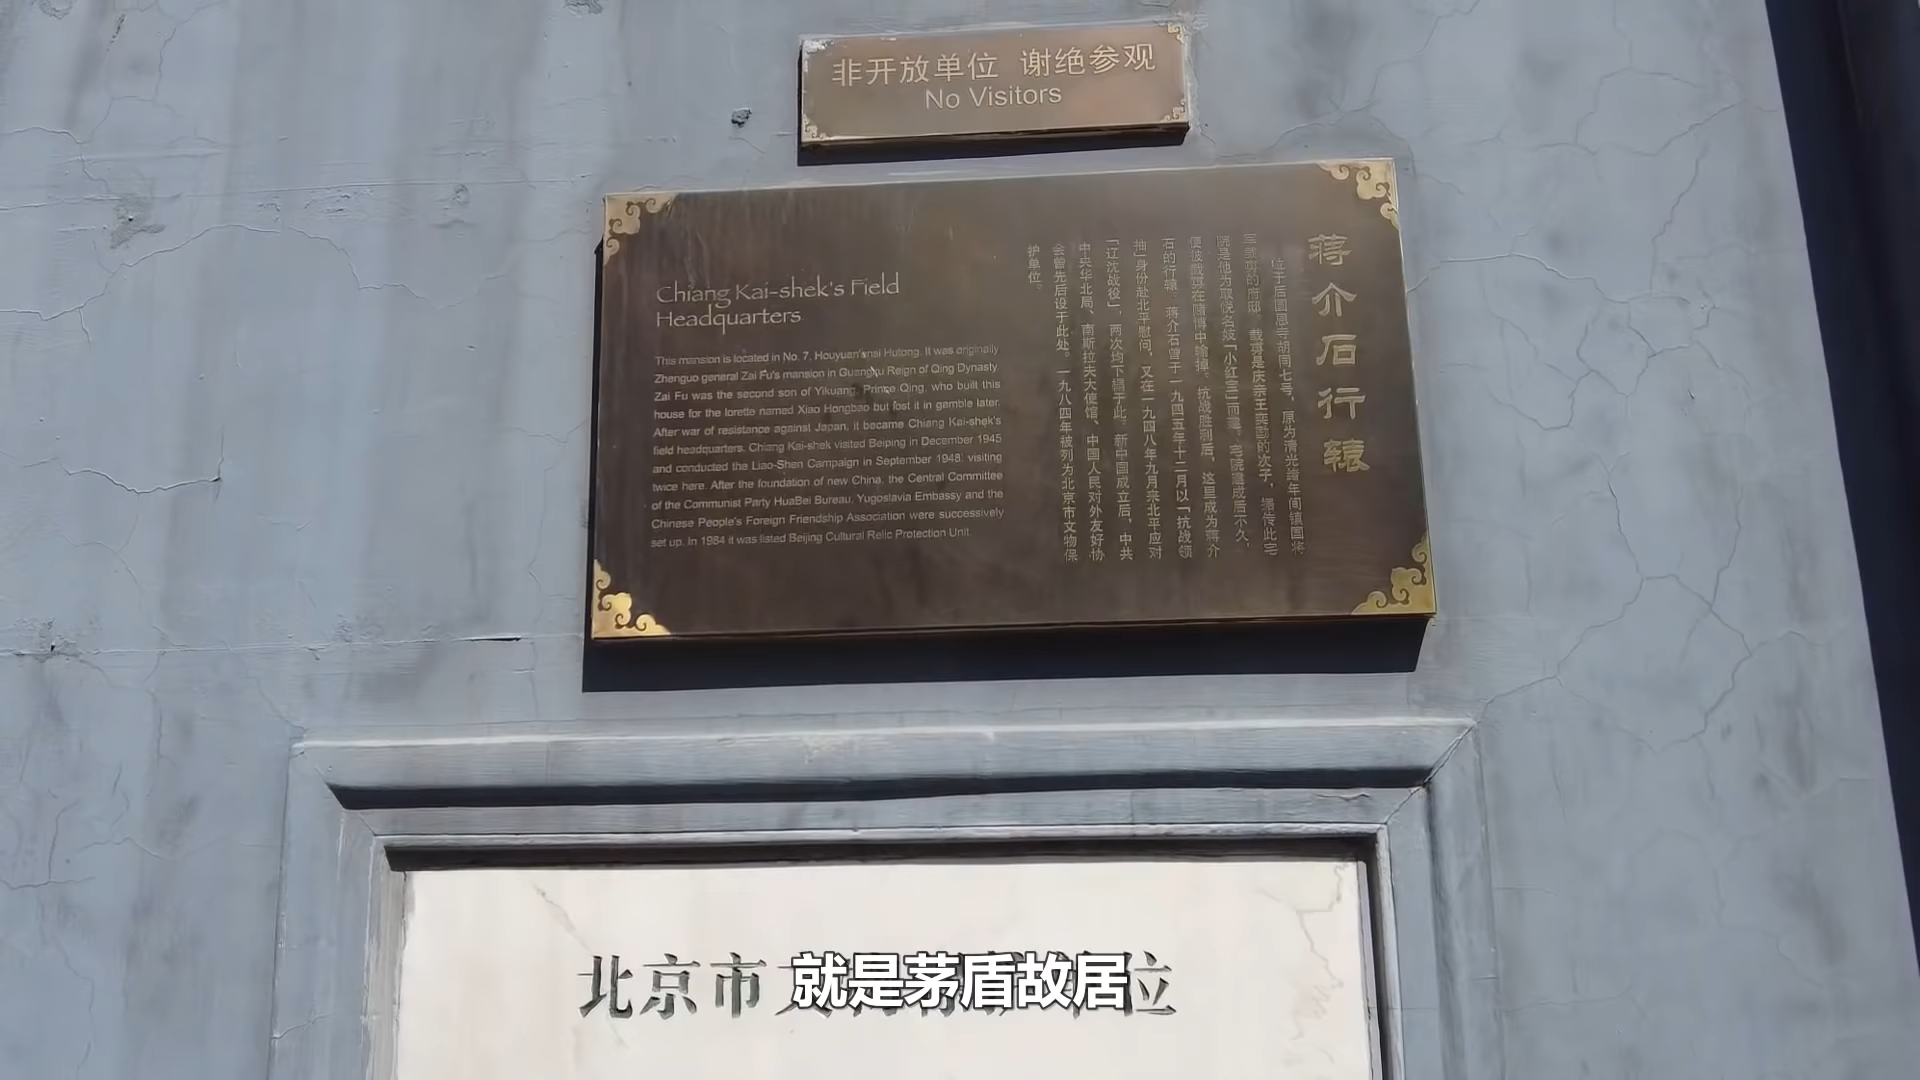 非开放单位 谢绝参观
No Visitors
Chiang Kai-shek's Field
Headquarters
This mansion is located in No. 7, Houyuan'ensi Hutong. It was originally
Zhenguo general Zai Fu's mansion in Guangxu Reign of Qing Dynasty
Zai Fu was the second son of Yikuang, Prince Qing, who built this
house for the lorette named Xiao Hongbao but lost it in gamble later.
After war of resistance against Japan, it became Chiang Kai-shek's
field headquarters. Chiang Kai-shek visited Beiping in December 1945
and conducted the Liao-Shen Campaign in September 1948; visiting
twice here. After the foundation of new China, the Central Committee
of the Communist Party HuaBei Bureau, Yugoslavia Embassy and the
Chinese People's Foreign Friendship Association were successively
set up. In 1984 it was listed Beijing Cultural Relic Protection Unit.
蒋介石行辕
位于后圆恩寺胡同七号，原为清光绪年间镇国将
军载旉的府邸。载旉是庆亲王奕劻的次子，据传此宅
院是他为取悦名妓「小红宝」而建。宅院建成后不久，
便被载旉在赌博中输掉。抗战胜利后，这里成为蒋介
石的行辕。蒋介石曾于一九四五年十二月以「抗战领
袖」身份赴北平慰问，又在一九四八年九月来北平应对
「辽沈战役」，两次均下榻于此。新中国成立后，中共
中央华北局、南斯拉夫大使馆、中国人民对外友好协
会曾先后设于此处。一九八四年被列为北京市文物保
护单位。
北京市文 位
就是茅盾故居